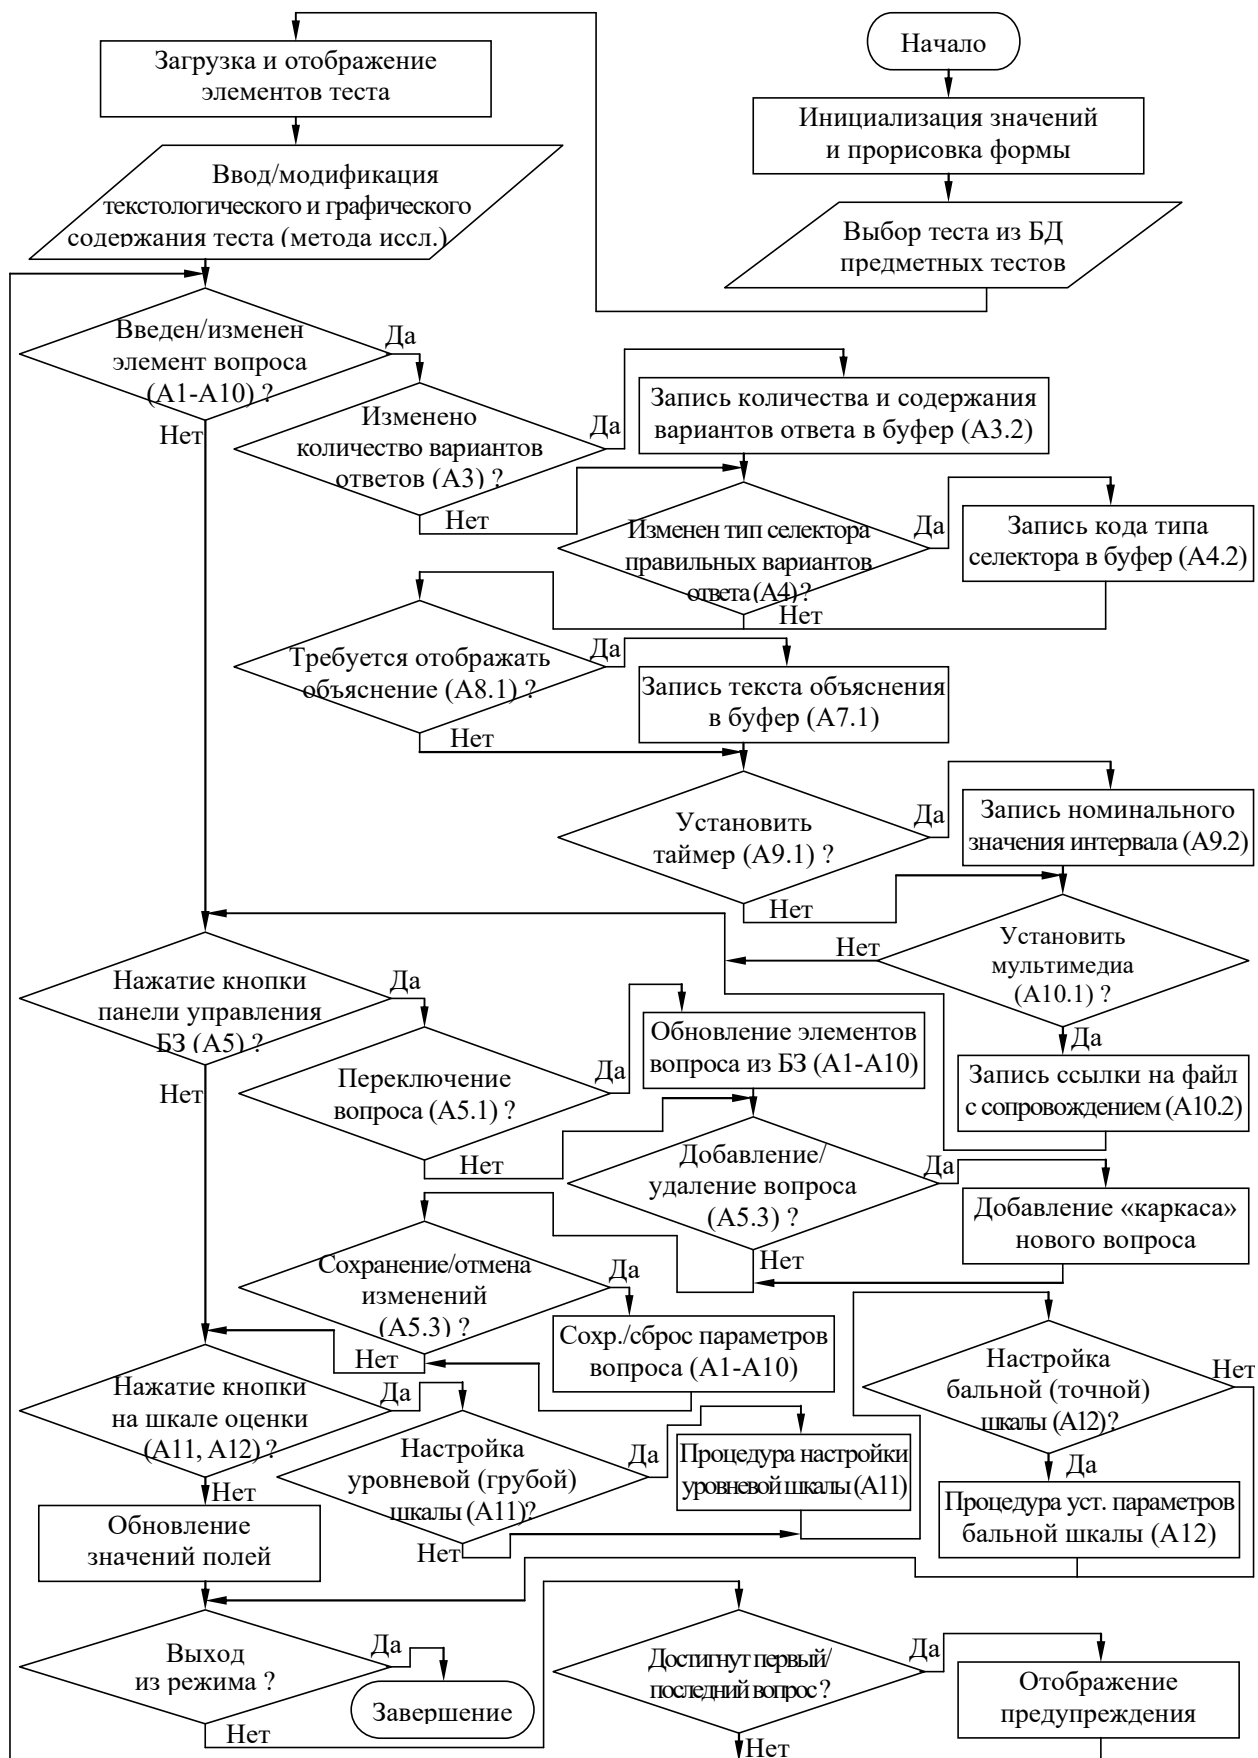 Начало
Инициализация значений
и прорисовка формы
Выбор теста из БД
предметных тестов
Загрузка и отображение
элементов теста
Ввод/модификация
текстологического и графического
содержания теста (метода иссл.)
Введен/изменен
элемент вопроса
(А1-А10) ?
Да
Нет
Изменено
количество вариантов
ответов (А3) ?
Да
Нет
Запись количества и содержания
вариантов ответа в буфер (А3.2)
Изменен тип селектора
правильных вариантов
ответа (А4) ?
Да
Нет
Запись кода типа
селектора в буфер (А4.2)
Требуется отображать
объяснение (А8.1) ?
Да
Нет
Запись текста объяснения
в буфер (А7.1)
Установить
таймер (А9.1) ?
Да
Нет
Запись номинального
значения интервала (А9.2)
Установить
мультимедиа
(А10.1) ?
Нет
Да
Запись ссылки на файл
с сопровождением (А10.2)
Нажатие кнопки
панели управления
БЗ (А5) ?
Да
Нет
Переключение
вопроса (А5.1) ?
Да
Нет
Обновление элементов
вопроса из БЗ (А1-А10)
Добавление/
удаление вопроса
(А5.3) ?
Да
Нет
Добавление «каркаса»
нового вопроса
Сохранение/отмена
изменений
(А5.3) ?
Да
Нет
Сохр./сброс параметров
вопроса (А1-А10)
Нажатие кнопки
на шкале оценки
(А11, А12) ?
Да
Нет
Настройка
уровневой (грубой)
шкалы (А11)?
Да
Нет
Процедура настройки
уровневой шкалы (А11)
Настройка
бальной (точной)
шкалы (А12)?
Нет
Да
Процедура уст. параметров
бальной шкалы (А12)
Обновление
значений полей
Выход
из режима ?
Да
Нет
Завершение
Достигнут первый/
последний вопрос ?
Да
Нет
Отображение
предупреждения